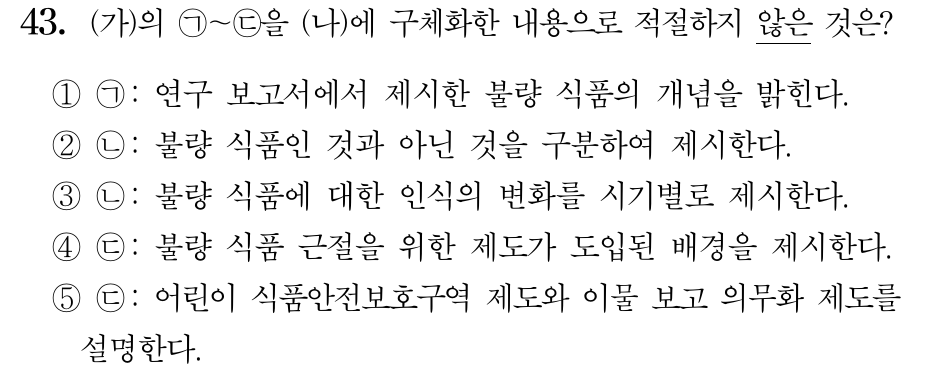 43. (가)의 ㉠~㉢을 (나)에 구체화한 내용으로 적절하지 않은 것은?
① ㉠: 연구 보고서에서 제시한 불량 식품의 개념을 밝힌다.
② ㉡: 불량 식품인 것과 아닌 것을 구분하여 제시한다.
③ ㉡: 불량 식품에 대한 인식의 변화를 시기별로 제시한다.
④ ㉢: 불량 식품 근절을 위한 제도가 도입된 배경을 제시한다.
⑤ ㉢: 어린이 식품안전보호구역 제도와 이물 보고 의무화 제도를
설명한다.